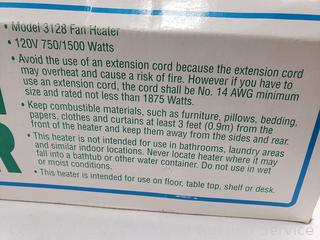 • Model 3128 Fan Heater
• 120V 750/1500 Watts
• Avoid the use of an extension cord because the extension cord
may overheat and cause a risk of fire. However if you have to
use an extension cord, the cord shall be No. 14 AWG minimum
size and rated not less than 1875 Watts.
• Keep combustible materials, such as furniture, pillows, bedding,
papers, clothes and curtains at least 3 feet (0.9m) from the
front of the heater and keep them away from the sides and rear.
• This heater is not intended for use in bathrooms, laundry areas
and similar indoor locations. Never locate heater where it may
fall into a bathtub or other water container. Do not use in wet
or moist conditions.
• This heater is intended for use on floor, table top, shelf or desk.
R